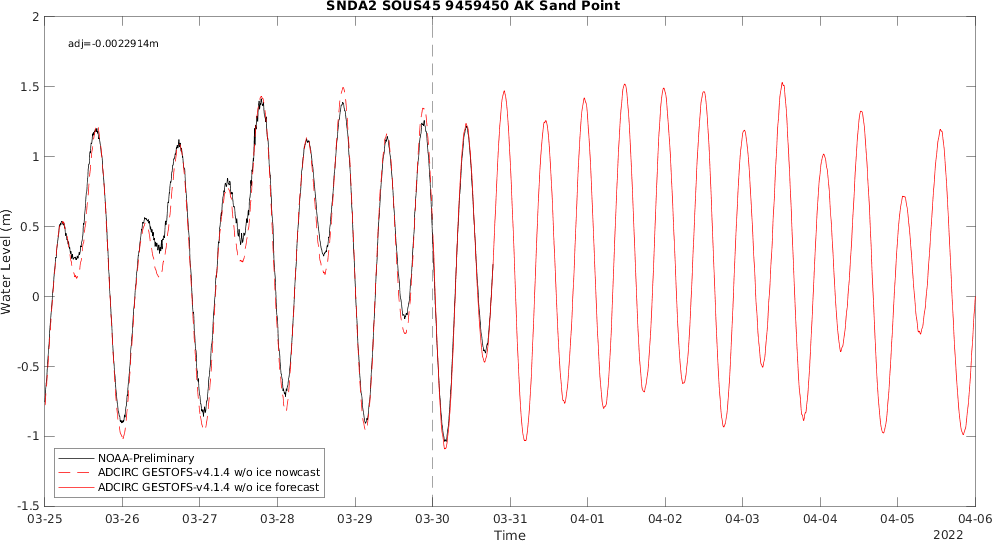 SNDA2 SOUS45 9459450 AK Sand Point
adj=-0.0022914m
Water Level (m)
2
1.5
1
0.5
0
-0.5
-1
-1.5
NOAA-Preliminary
ADCIRC GESTOFS-v4.1.4 w/o ice nowcast
ADCIRC GESTOFS-v4.1.4 w/o ice forecast
03-25 03-26 03-27 03-28 03-29 03-30 03-31 04-01 04-02 04-03 04-04 04-05 04-06
Time
2022